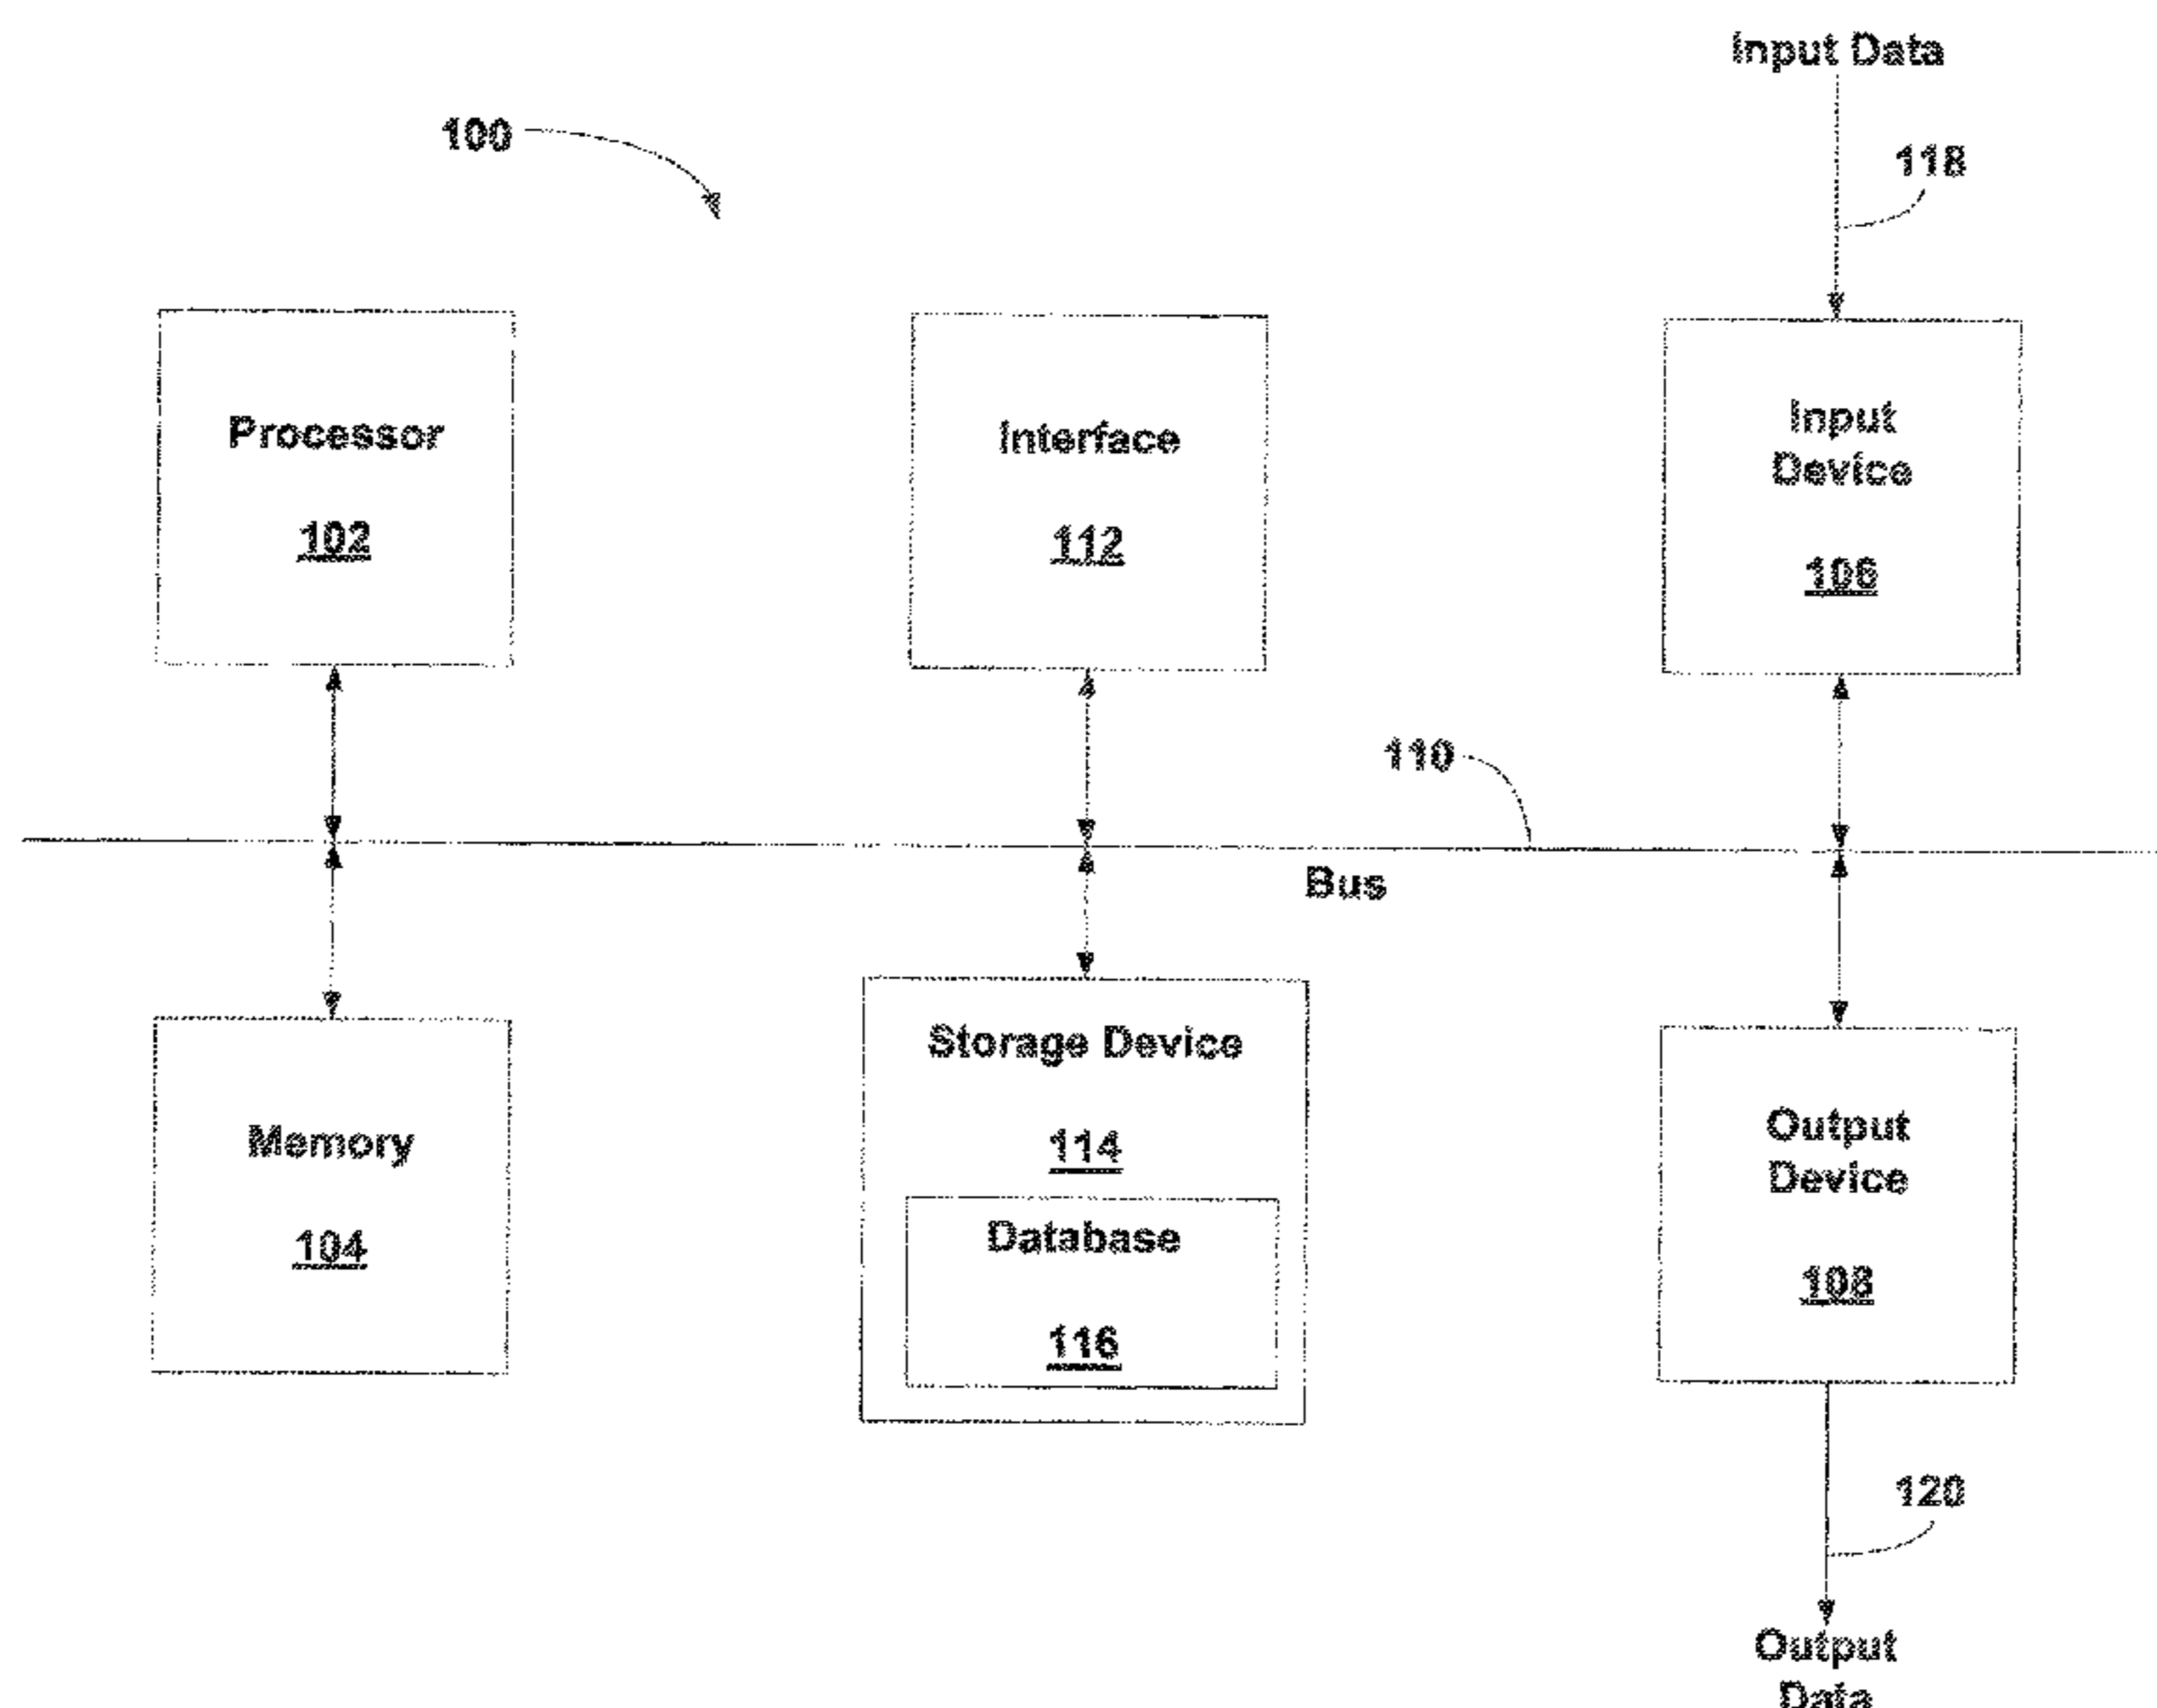 Input Data
100
118
Processor
102
Interface
112
Input
Device
106
110
Bus
Memory
104
Storage Device
114
Database
116
Output
Device
108
120
Output
Data